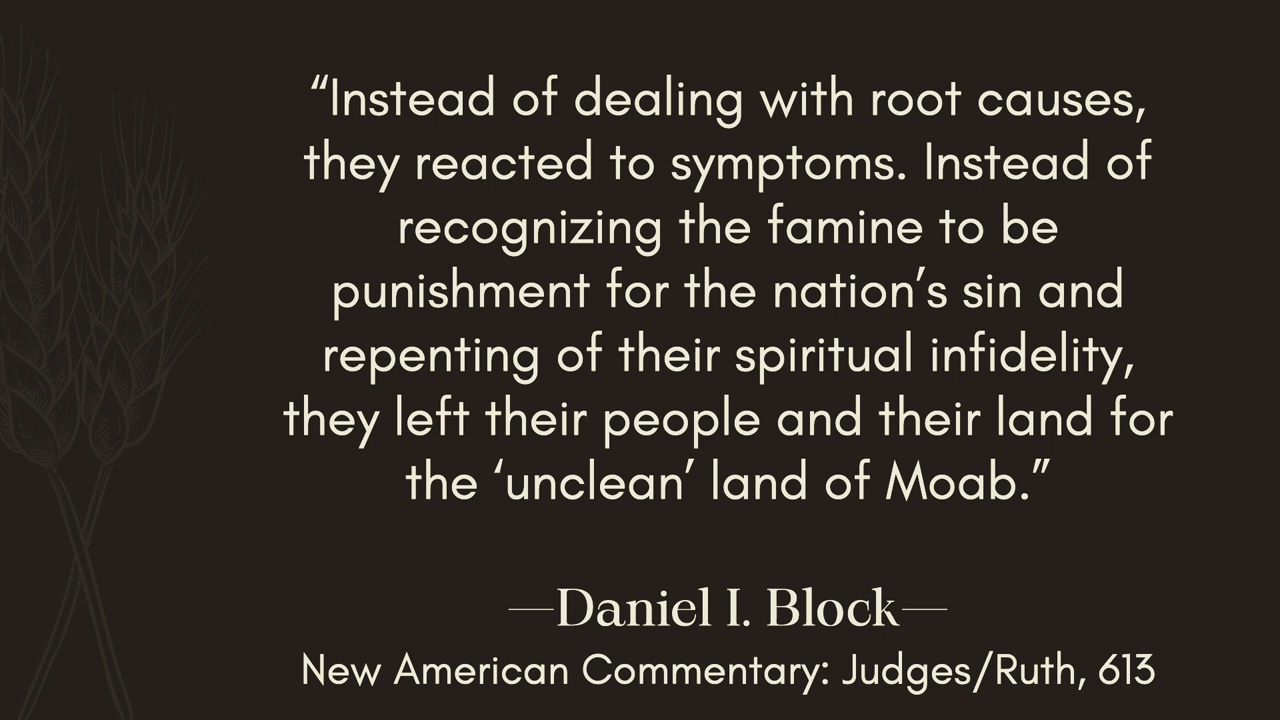 “Instead of dealing with root causes,
they reacted to symptoms. Instead of
recognizing the famine to be
punishment for the nation’s sin and
repenting of their spiritual infidelity,
they left their people and their land for
the ‘unclean’ land of Moab.”
—Daniel I. Block—
New American Commentary: Judges/Ruth, 613